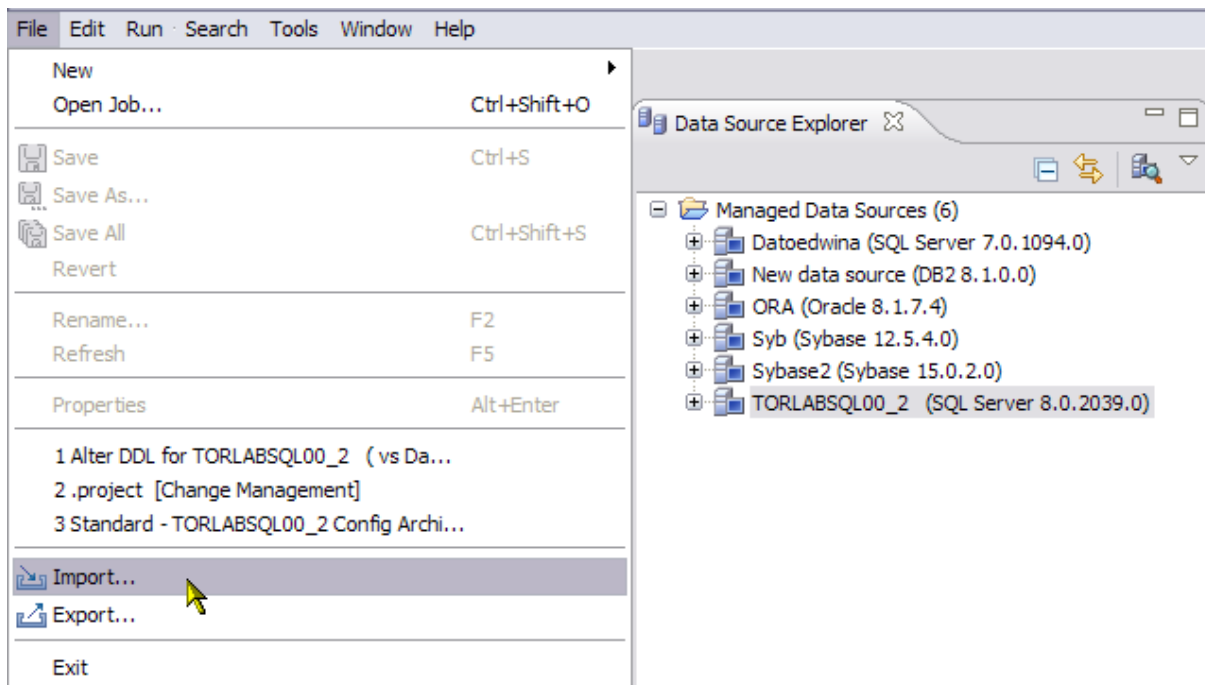 File Edit Run Search Tools Window Help
New
Open Job... Ctrl+Shift+O
Save Ctrl+S
Save As...
Save All Ctrl+Shift+S
Revert
Rename... F2
Refresh F5
Properties Alt+Enter
1 Alter DDL for TORLABSQL00_2 ( vs Da...
2 .project [Change Management]
3 Standard - TORLABSQL00_2 Config Archi...
Import...
Export...
Exit
Data Source Explorer
Managed Data Sources (6)
Datoedwina (SQL Server 7.0.1094.0)
New data source (DB2 8.1.0.0)
ORA (Oracle 8.1.7.4)
Syb (Sybase 12.5.4.0)
Sybase2 (Sybase 15.0.2.0)
TORLABSQL00_2 (SQL Server 8.0.2039.0)